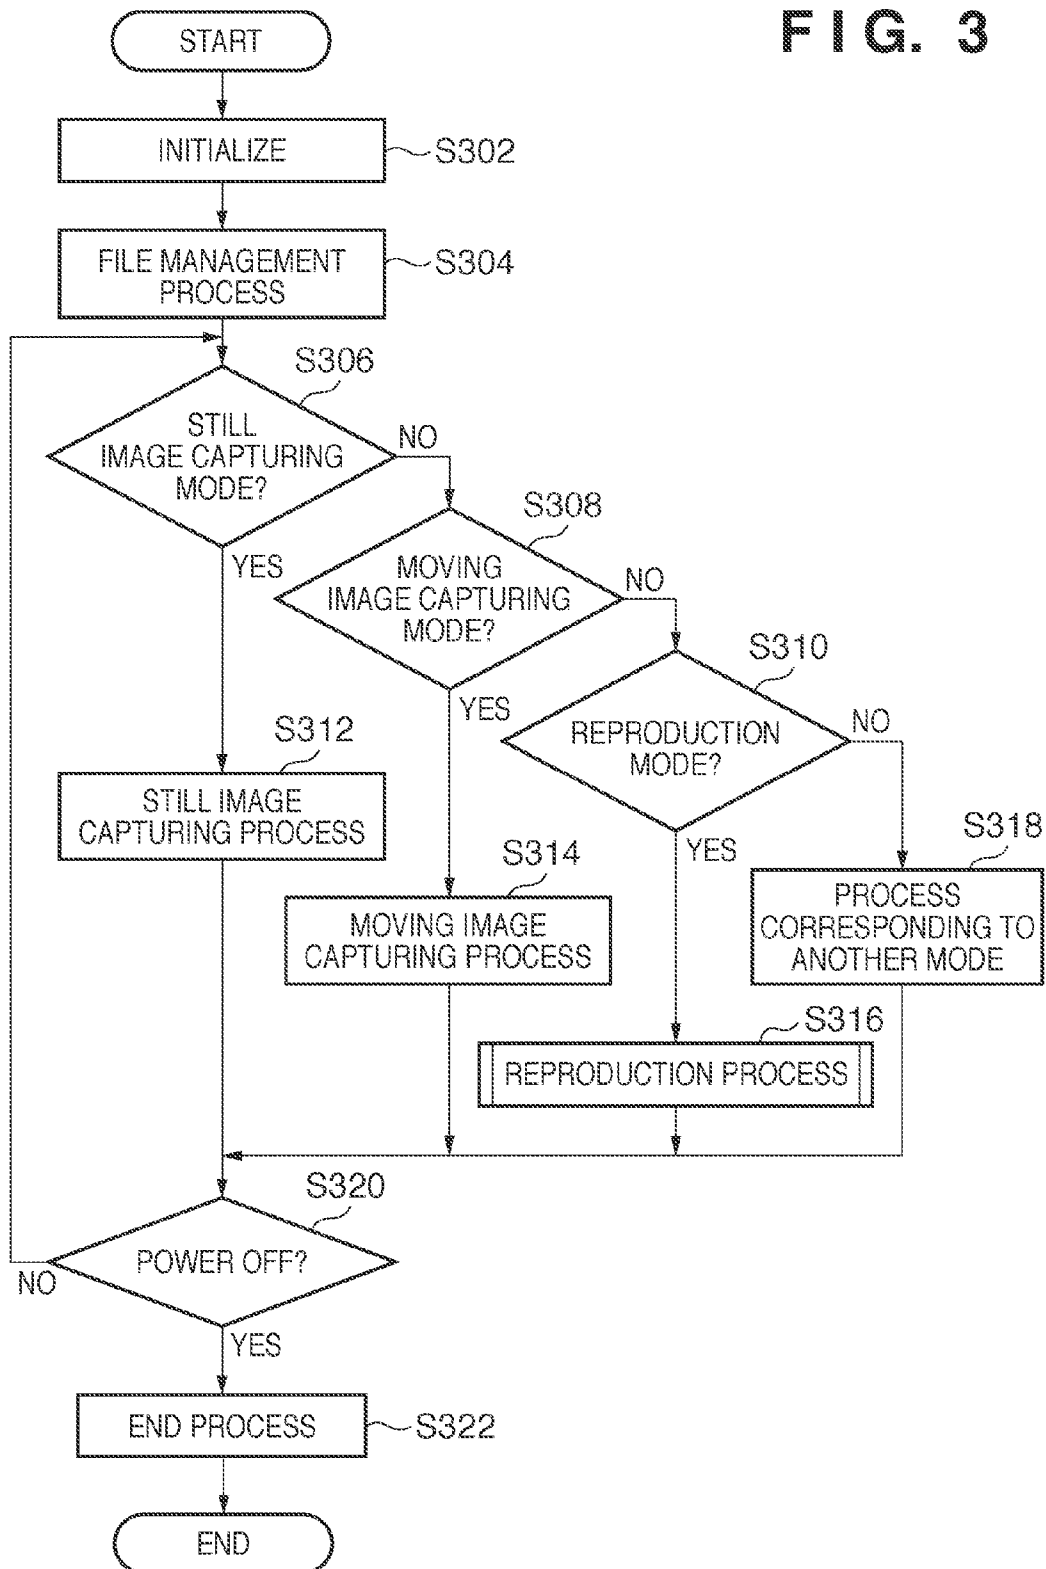 FIG. 3
START
INITIALIZE
S302
FILE MANAGEMENT
PROCESS
S304
S306
STILL
IMAGE CAPTURING
MODE?
NO
YES
S308
MOVING
IMAGE CAPTURING
MODE?
NO
YES
S310
REPRODUCTION
MODE?
NO
YES
S312
STILL IMAGE
CAPTURING PROCESS
S314
MOVING IMAGE
CAPTURING PROCESS
S318
PROCESS
CORRESPONDING TO
ANOTHER MODE
S316
REPRODUCTION PROCESS
S320
POWER OFF?
NO
YES
END PROCESS
S322
END